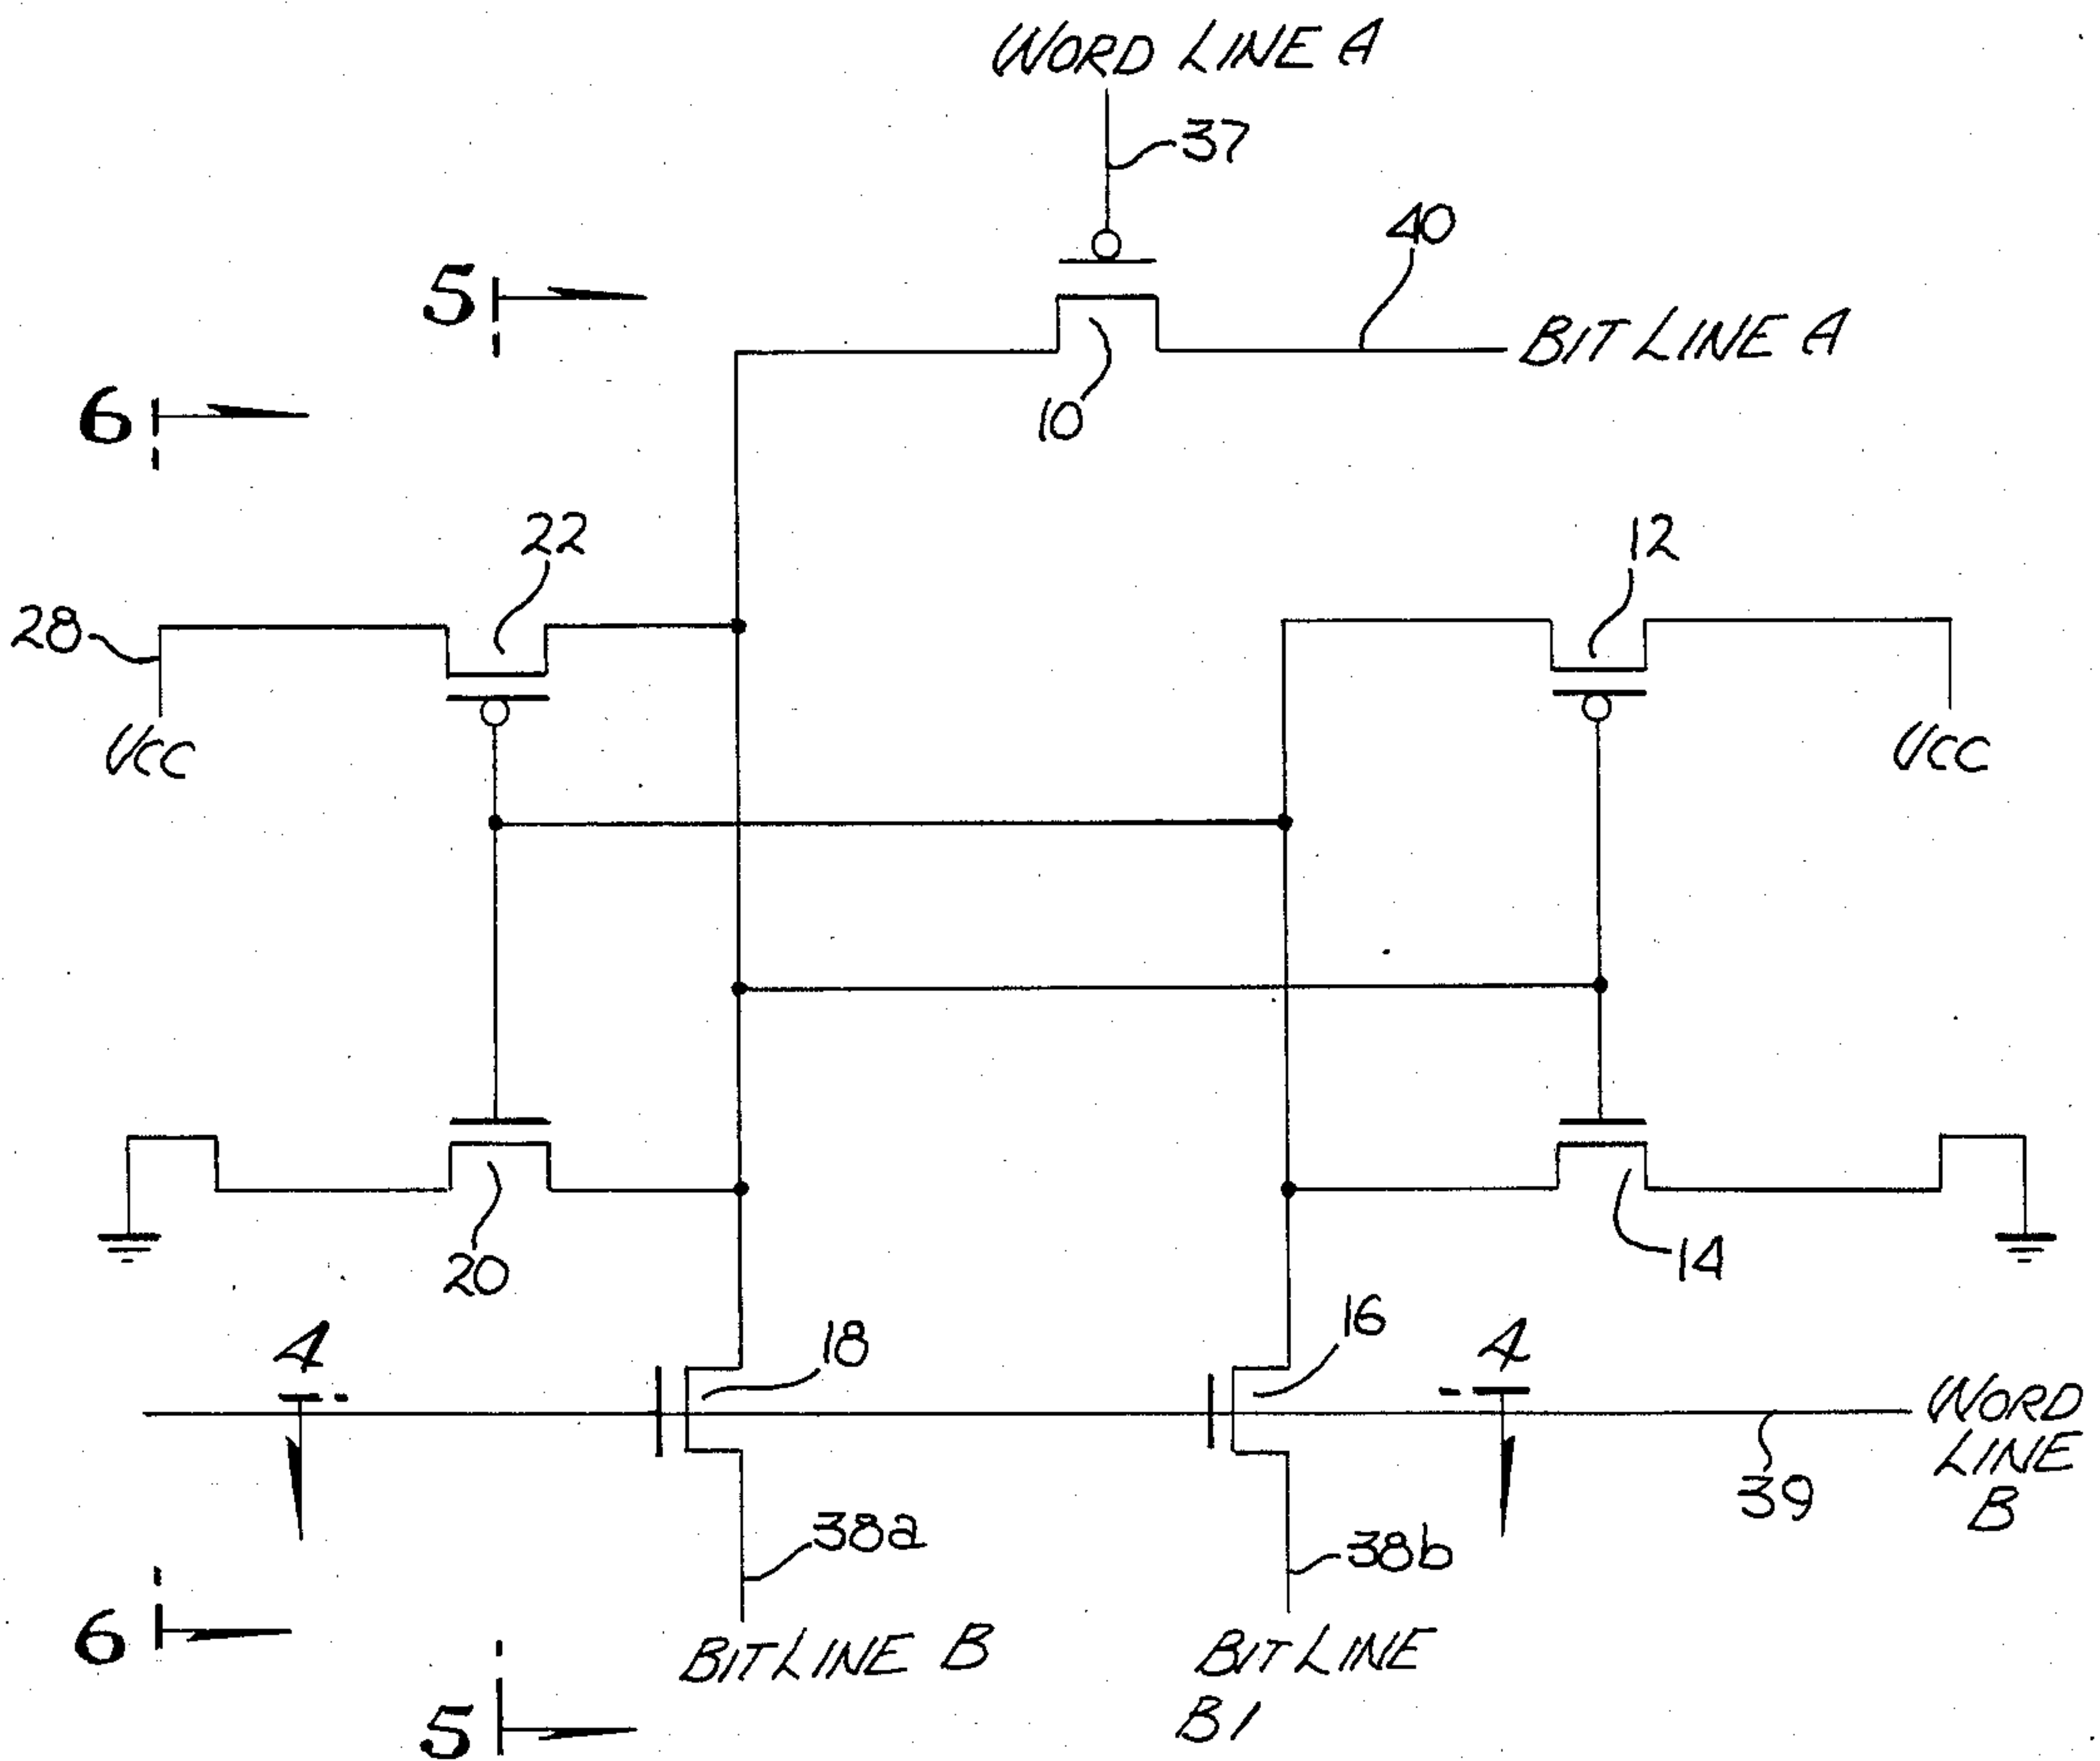 WORD LINE A
37
40
5
BIT LINE A
10
6
22
12
28
VCC
VCC
20
14
4
18
16
4
WORD
LINE
B
39
38a
38b
6
BIT LINE B
BIT LINE
B1
5